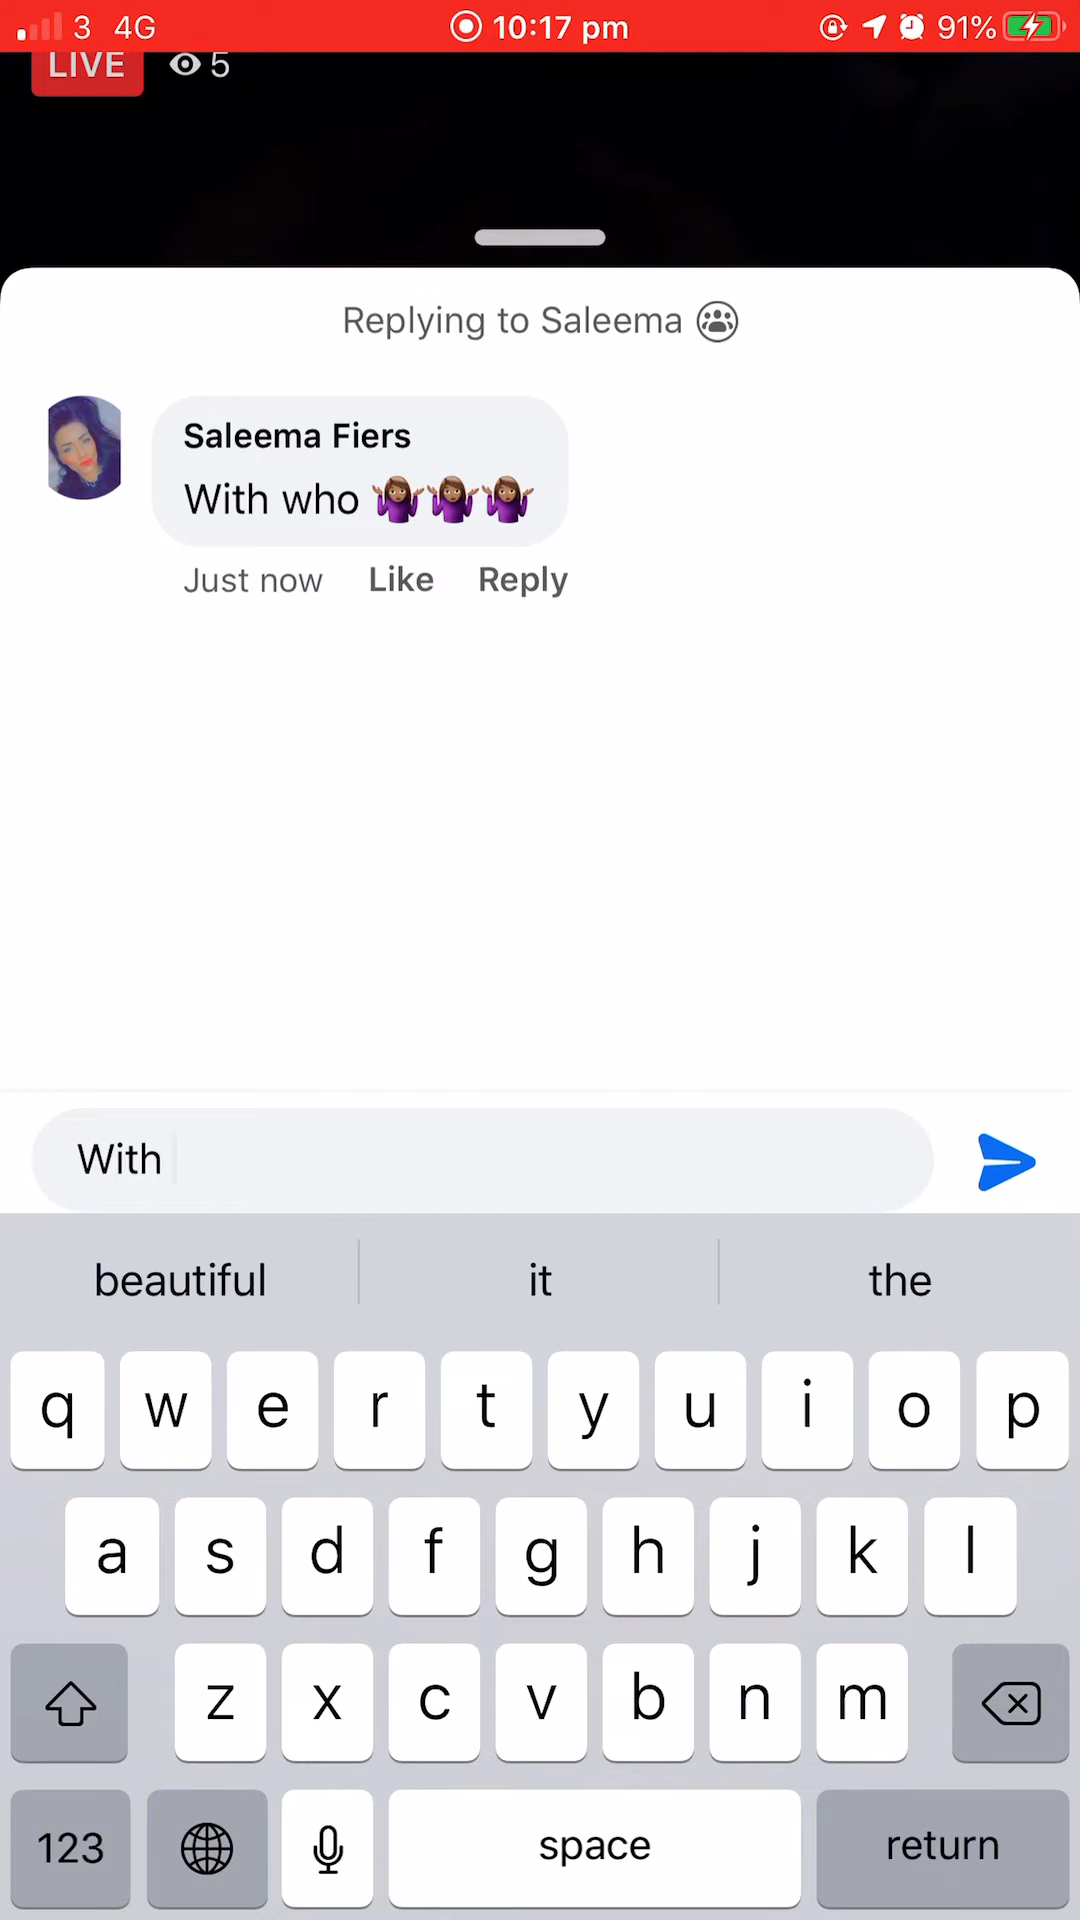 3 4G 10:17 pm 91%
LIVE 5
Replying to Saleema
Saleema Fiers
With who 🤷🏽‍♀️🤷🏽‍♀️🤷🏽‍♀️
Just now Like Reply
With
beautiful it the
q w e r t y u i o p
a s d f g h j k l
z x c v b n m
123 space return